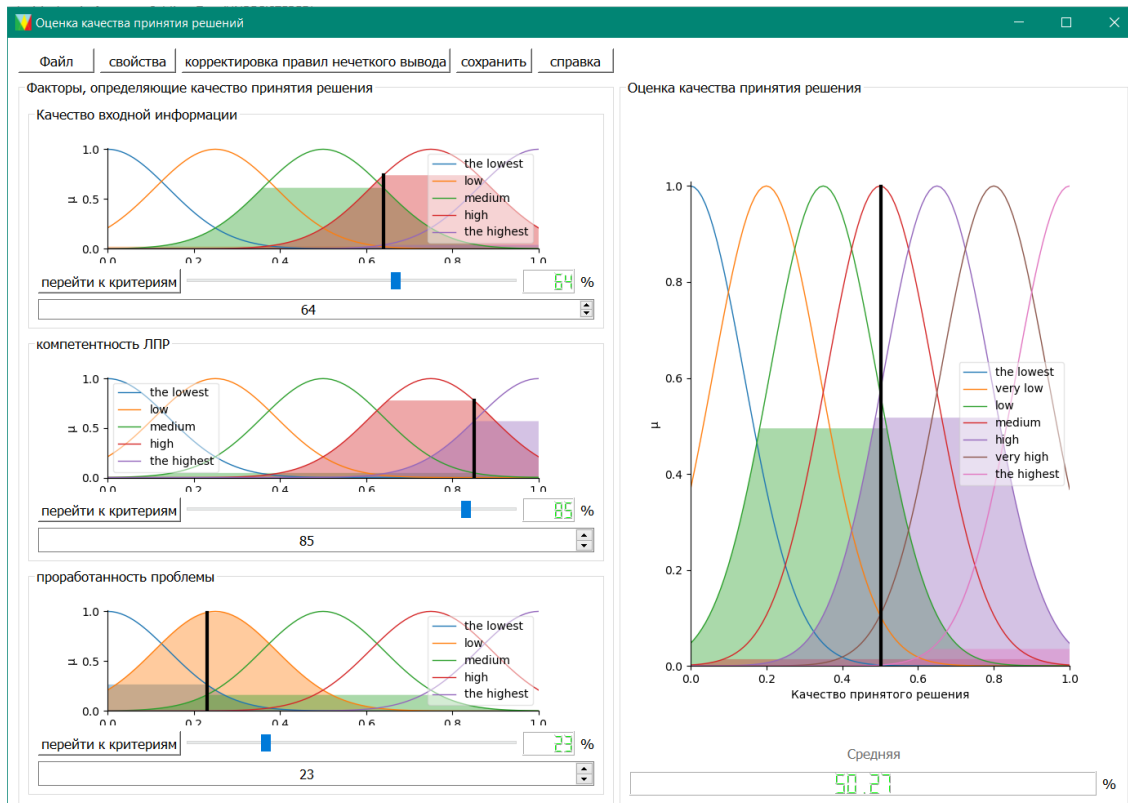 Оценка качества принятия решений
Файл свойства корректировка правил нечеткого вывода сохранить справка
Факторы, определяющие качество принятия решения
Качество входной информации
1.0
0.5
0.0
μ
0.0 0.2 0.4 0.6 0.8 1.0
the lowest
low
medium
high
the highest
перейти к критериям 64 %
64
компетентность ЛПР
1.0
0.5
0.0
μ
0.0 0.2 0.4 0.6 0.8 1.0
the lowest
low
medium
high
the highest
перейти к критериям 85 %
85
проработанность проблемы
1.0
0.5
0.0
μ
0.0 0.2 0.4 0.6 0.8 1.0
the lowest
low
medium
high
the highest
перейти к критериям 23 %
23
Оценка качества принятия решения
1.0
0.8
0.6
0.4
0.2
0.0
μ
0.0 0.2 0.4 0.6 0.8 1.0
the lowest
very low
low
medium
high
very high
the highest
Качество принятого решения
Средняя
50.27 %